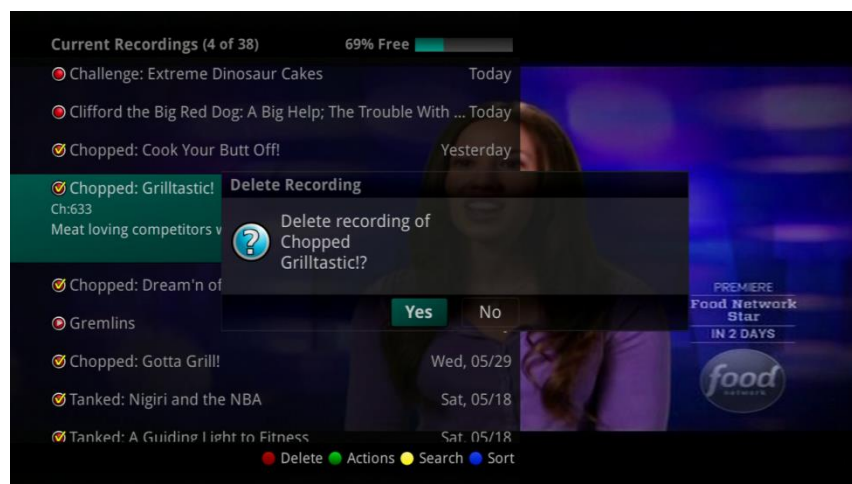 Current Recordings (4 of 38) 69% Free
Challenge: Extreme Dinosaur Cakes Today
Clifford the Big Red Dog: A Big Help; The Trouble With ... Today
Chopped: Cook Your Butt Off! Yesterday
Chopped: Grilltastic!
Ch:633
Meat loving competitors
Delete Recording
?
Delete recording of
Chopped
Grilltastic!?
Yes No
Chopped: Dream'n of
Gremlins
Chopped: Gotta Grill! Wed, 05/29
Tanked: Nigiri and the NBA Sat, 05/18
Tanked: A Guiding Light to Fitness Sat, 05/18
Delete Actions Search Sort
PREMIERE
Food Network
Star
IN 2 DAYS
food
network